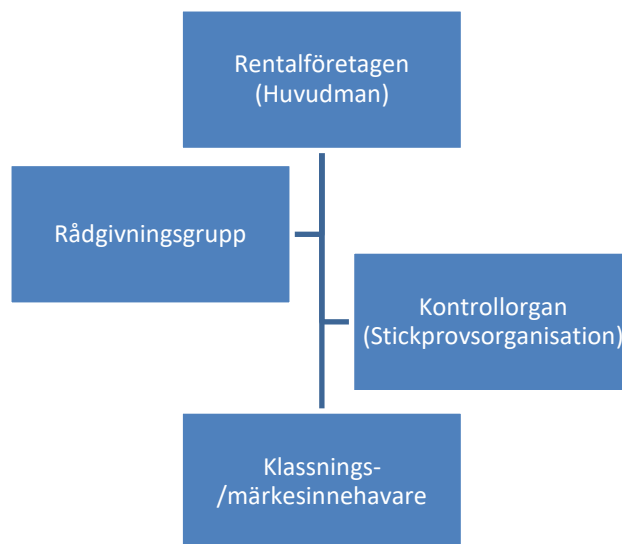 Rentalföretagen
(Huvudman)
Rådgivningsgrupp
Kontrollorgan
(Stickprovsorganisation)
Klassnings-
/märkesinnehavare